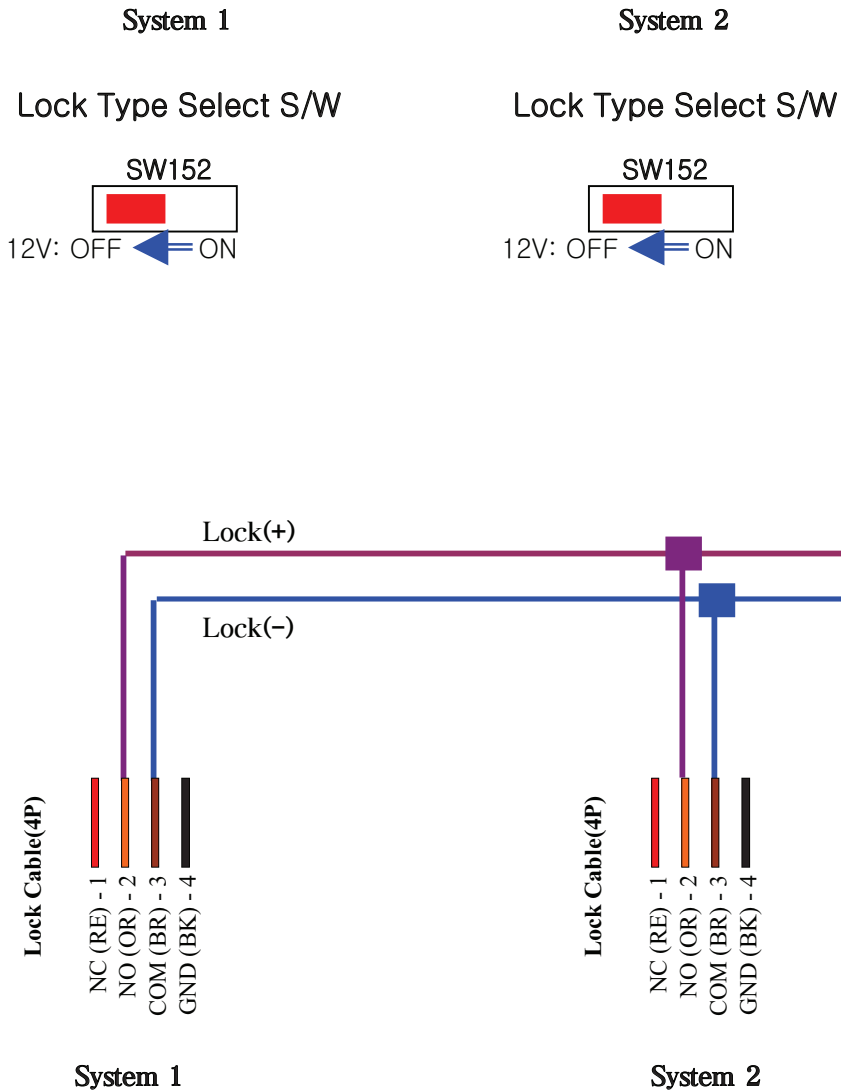 System 1
System 2
Lock Type Select S/W
Lock Type Select S/W
SW152
SW152
12V: OFF ON
12V: OFF ON
Lock(+)
Lock(-)
Lock Cable(4P)
NC (RE) - 1
NO (OR) - 2
COM (BR) - 3
GND (BK) - 4
Lock Cable(4P)
NC (RE) - 1
NO (OR) - 2
COM (BR) - 3
GND (BK) - 4
System 1
System 2